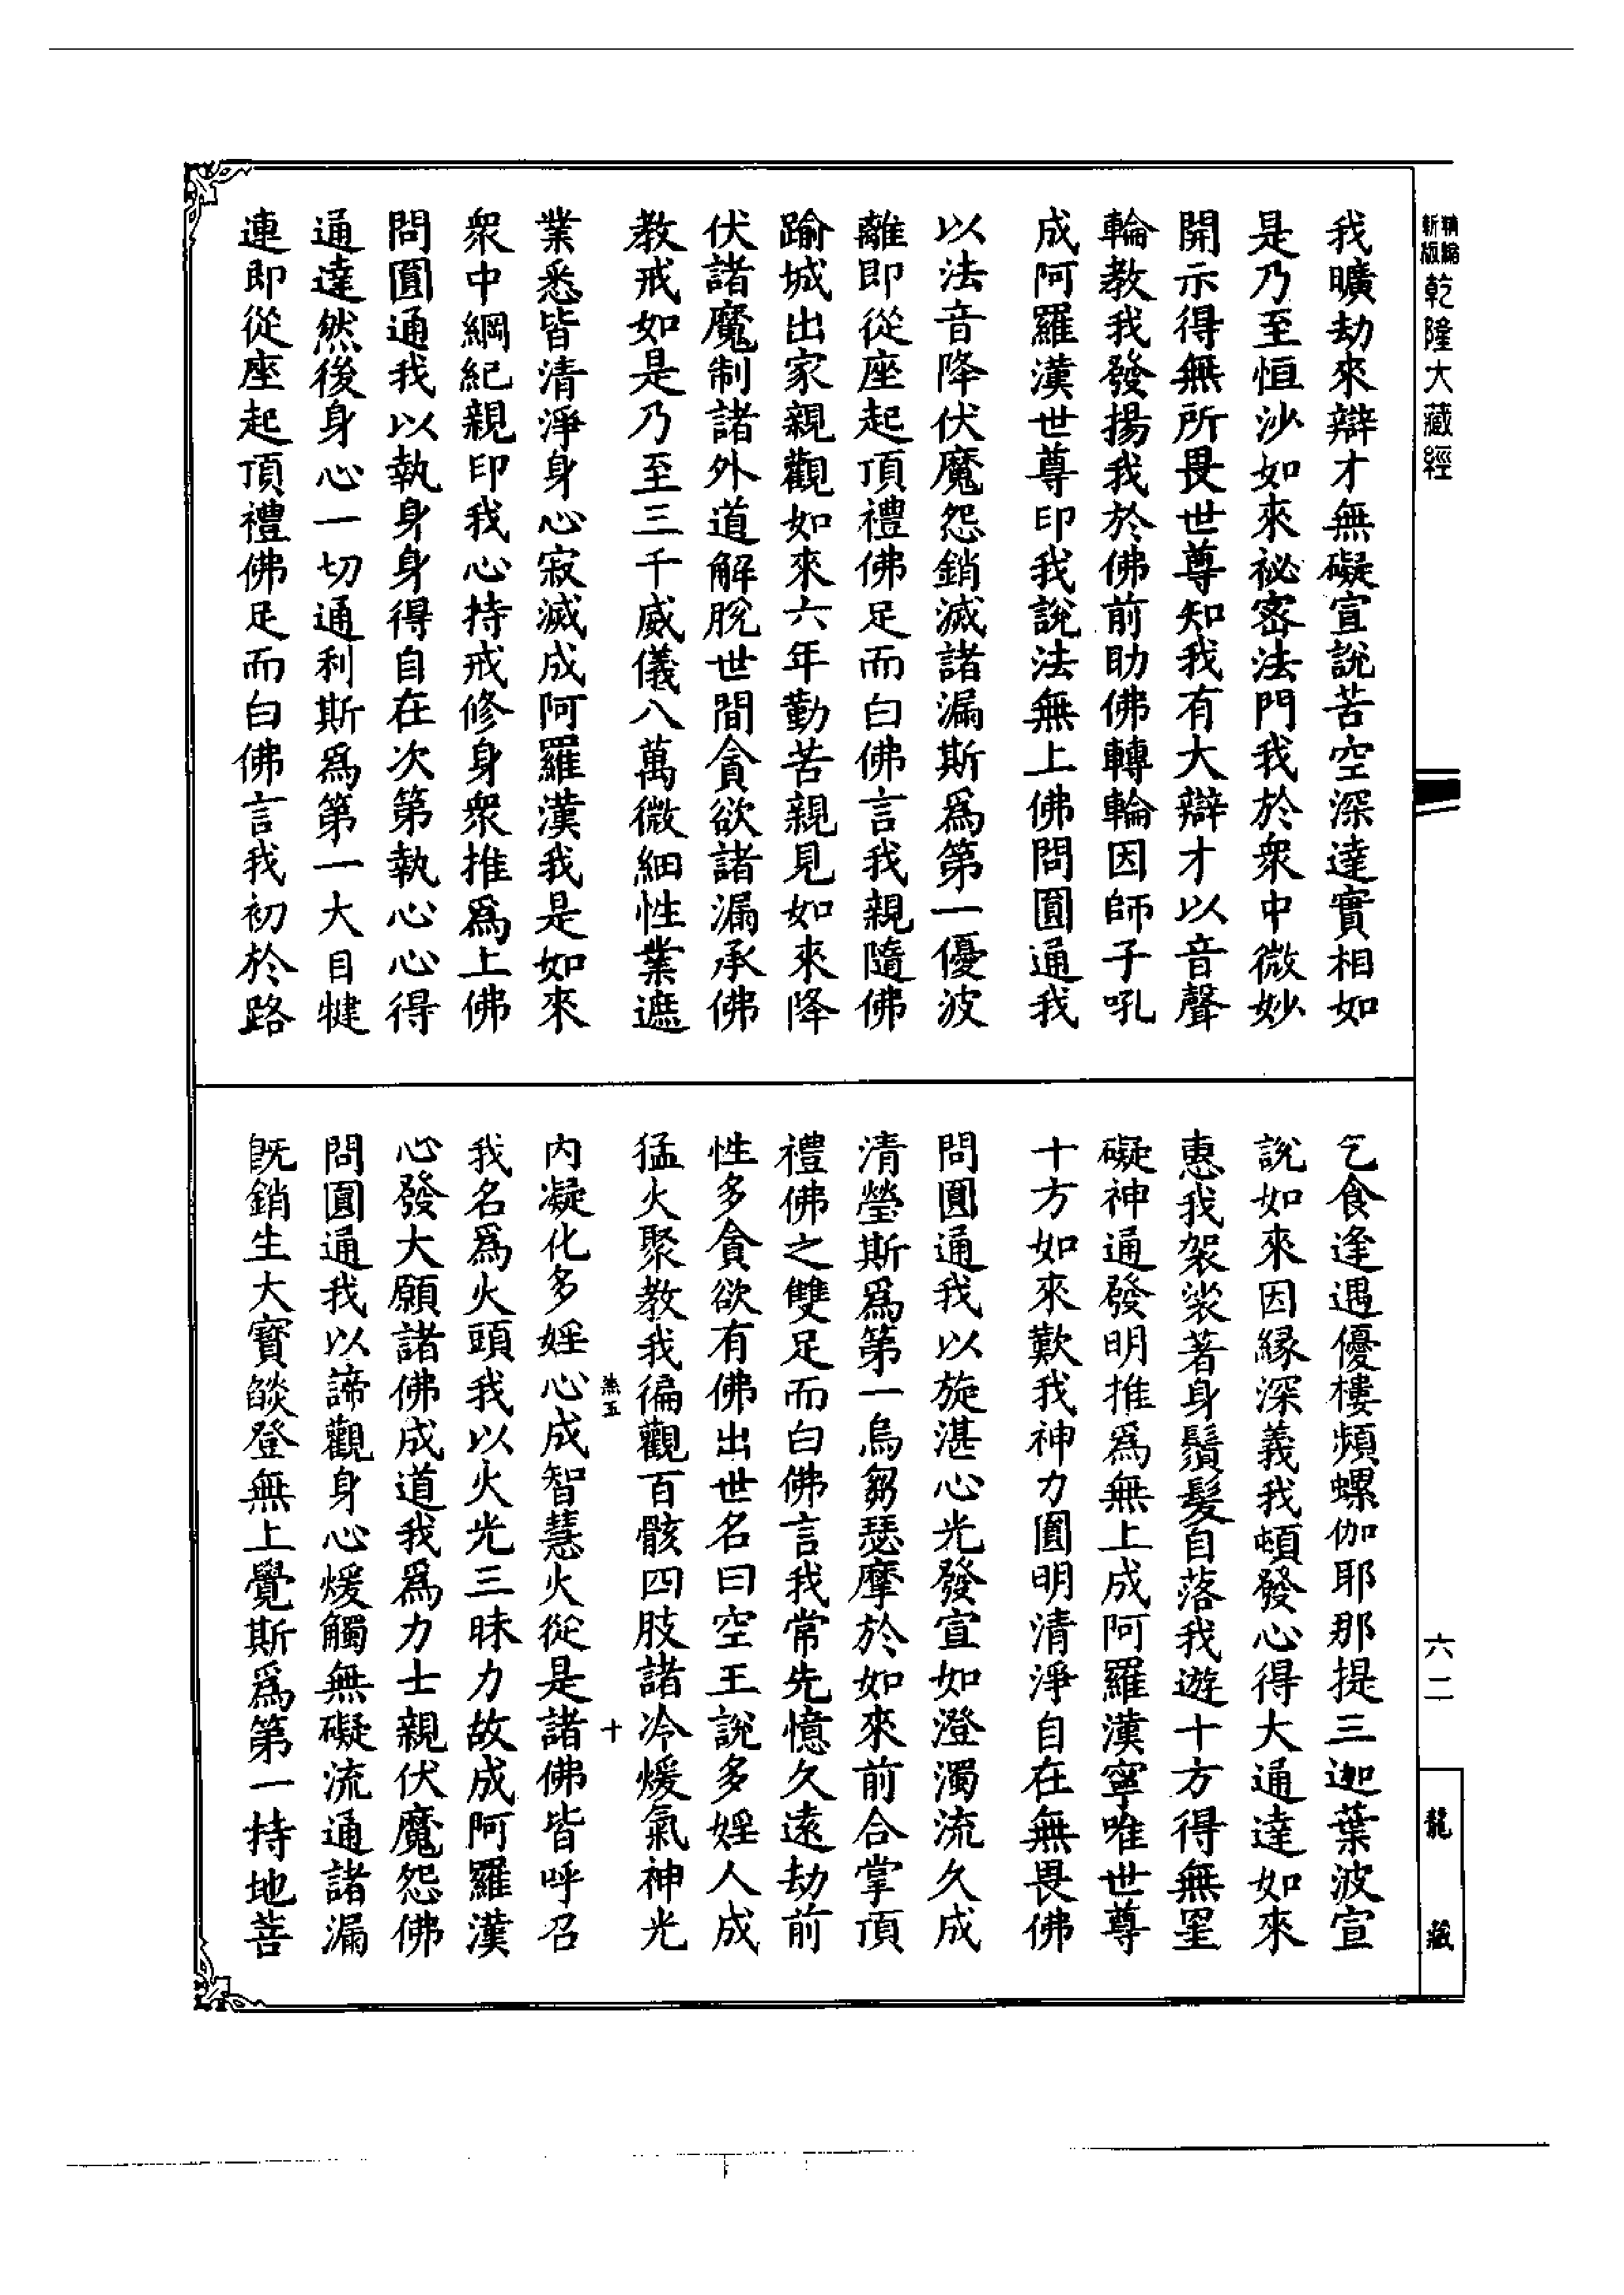 精編
新版
乾隆大藏經
我曠劫來辯才無礙宣說苦空深達實相如
是乃至恒沙如來祕密法門我於衆中微妙
開示得無所畏世尊知我有大辯才以音聲
輪教我發揚我於佛前助佛轉輪因師子吼
成阿羅漢世尊印我說法無上佛問圓通我
以法音降伏魔怨銷滅諸漏斯爲第一優波
離即從座起頂禮佛足而白佛言我親隨佛
踰城出家親觀如來六年勤苦親見如來降
伏諸魔制諸外道解脫世間貪欲諸漏承佛
教戒如是乃至三千威儀八萬微細性業遮
業悉皆清淨身心寂滅成阿羅漢我是如來
衆中綱紀親印我心持戒修身衆推爲上佛
問圓通我以執身身得自在次第執心心得
通達然後身心一切通利斯爲第一大目犍
連即從座起頂禮佛足而白佛言我初於路
乞食逢遇優樓頻螺伽耶那提三迦葉波宣
說如來因緣深義我頓發心得大通達如來
惠我袈裟著身鬚髮自落我遊十方得無罣
礙神通發明推爲無上成阿羅漢寧唯世尊
十方如來歎我神力圓明清淨自在無畏佛
問圓通我以旋湛心光發宣如澄濁流久成
清瑩斯爲第一烏芻瑟摩於如來前合掌頂
禮佛之雙足而白佛言我常先憶久遠劫前
性多貪欲有佛出世名曰空王說多婬人成
猛火聚教我徧觀百骸四肢諸冷煖氣神光
五 十
內凝化多婬心成智慧火從是諸佛皆呼召
我名爲火頭我以火光三昧力故成阿羅漢
心發大願諸佛成道我爲力士親伏魔怨佛
問圓通我以諦觀身心煖觸無礙流通諸漏
旣銷生大寶燄登無上覺斯爲第一持地菩
六二
龍藏